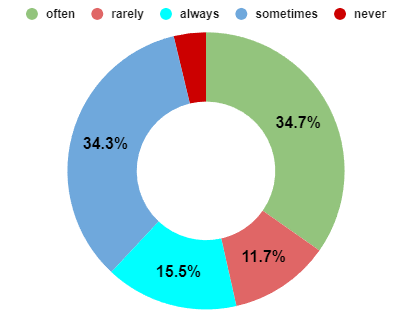 often rarely always sometimes never
34.7%
34.3%
11.7%
15.5%